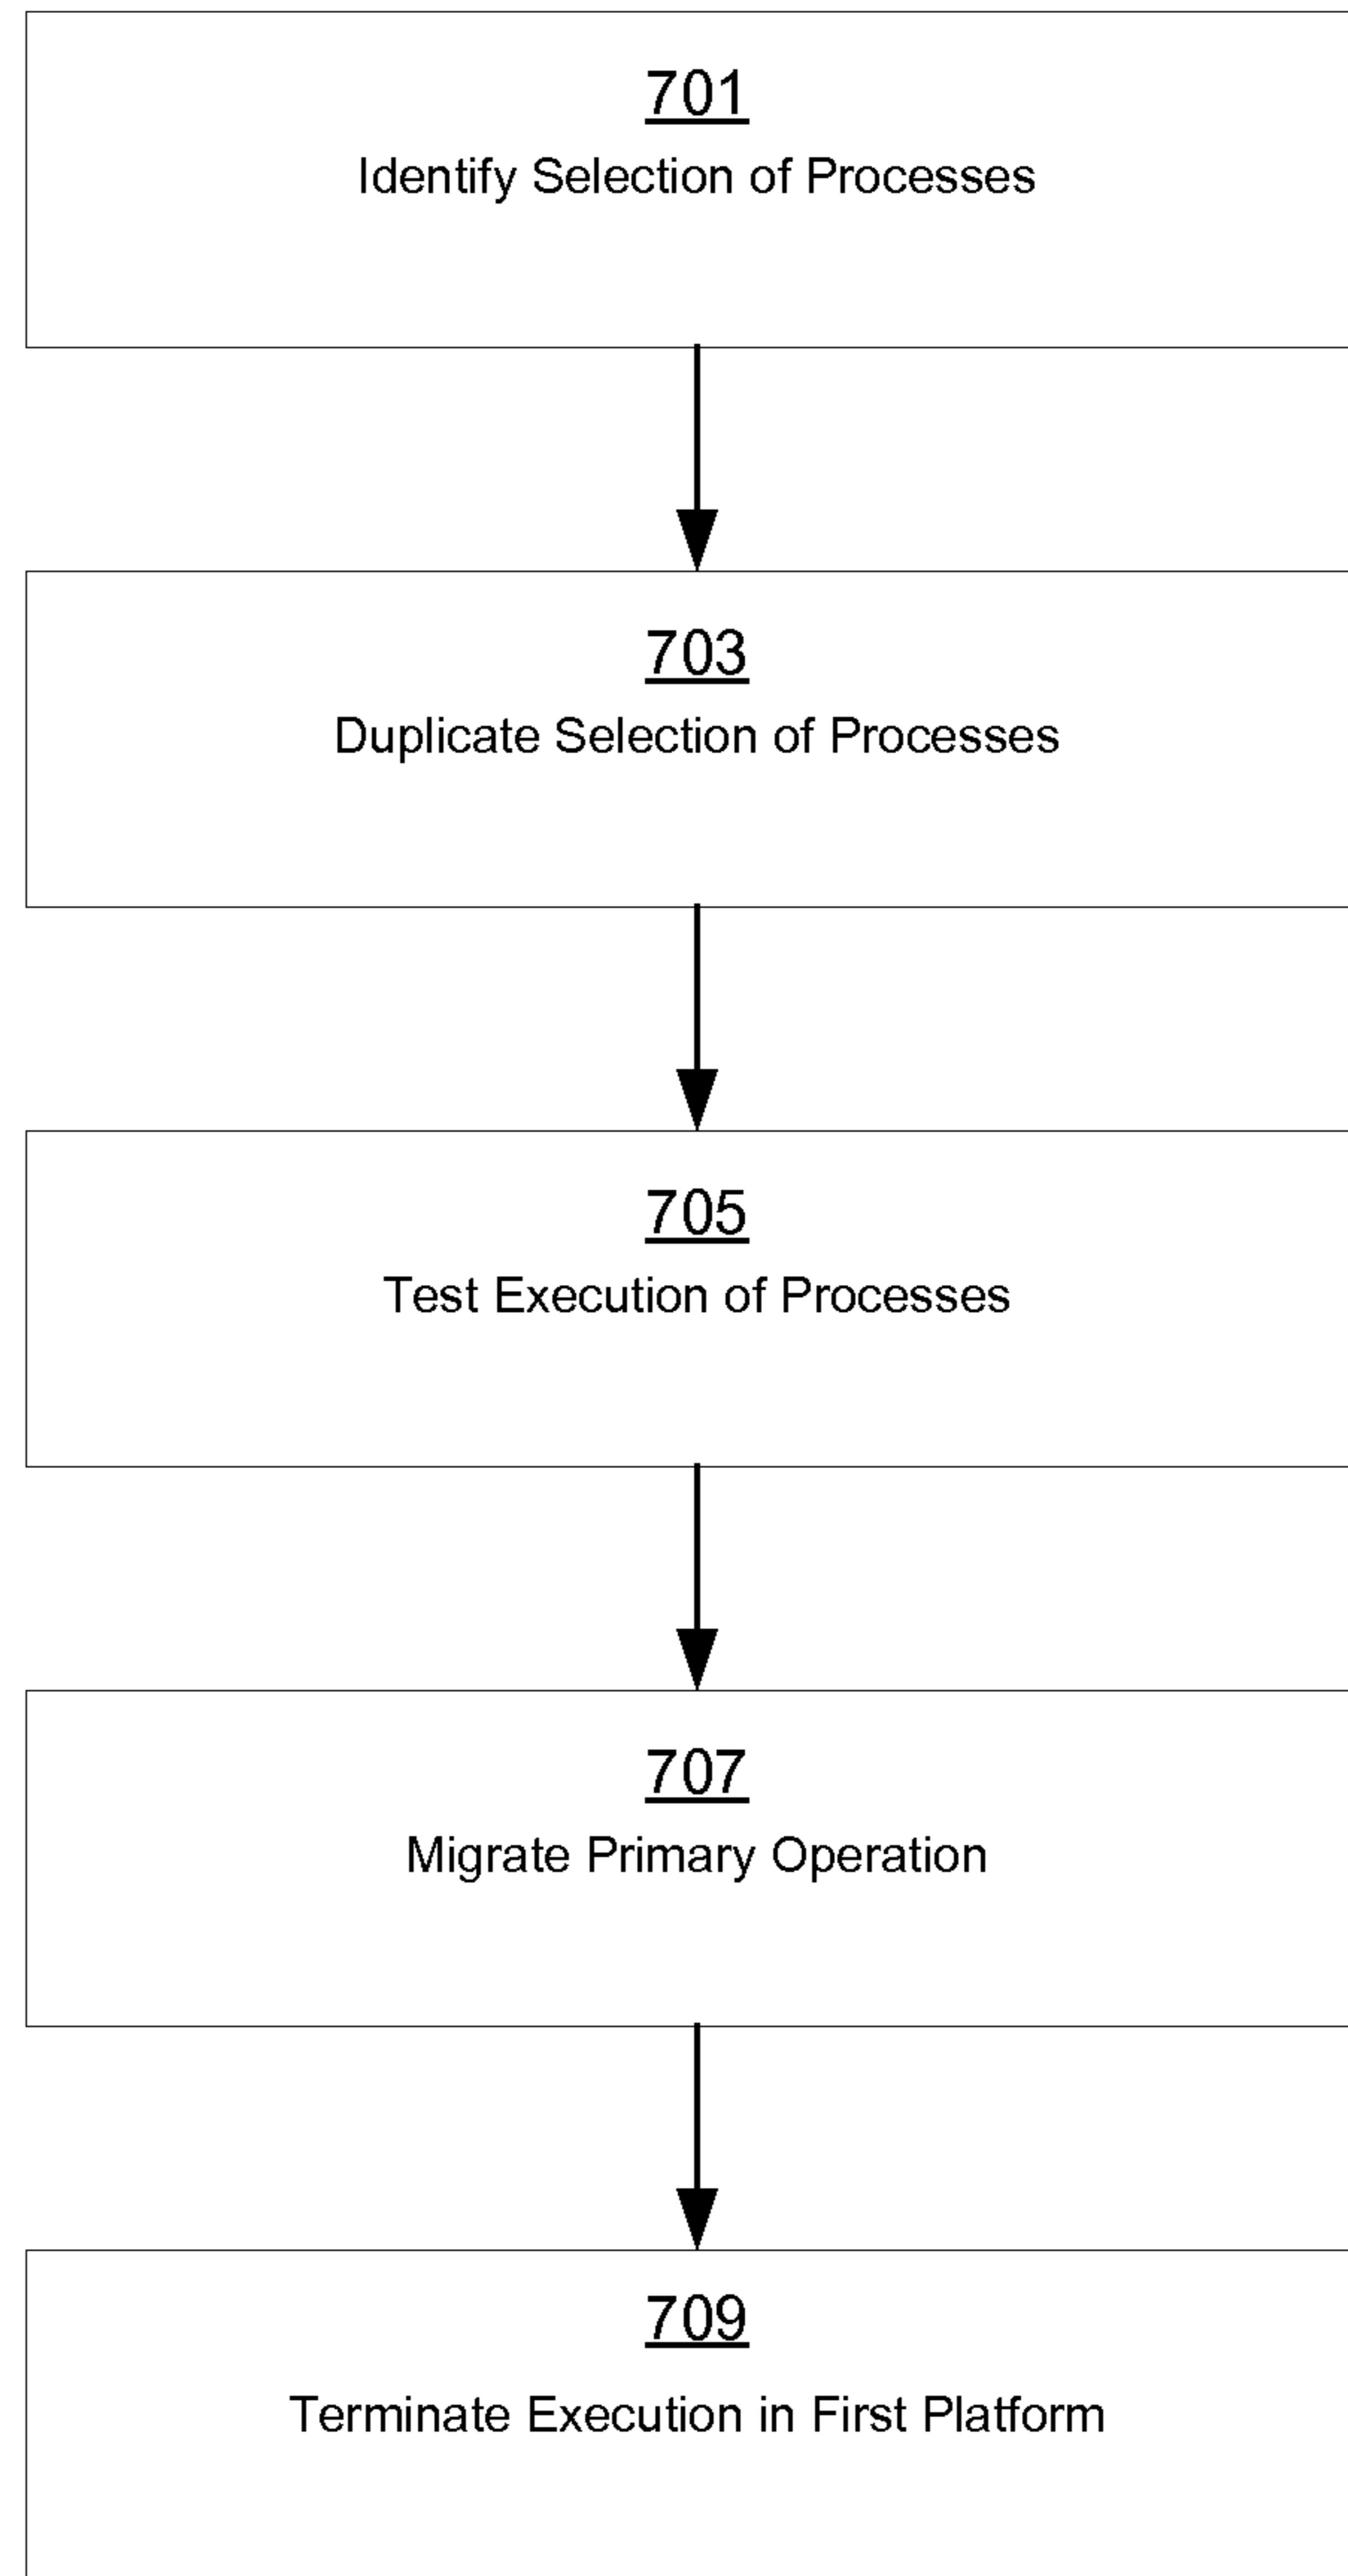 701
Identify Selection of Processes
703
Duplicate Selection of Processes
705
Test Execution of Processes
707
Migrate Primary Operation
709
Terminate Execution in First Platform